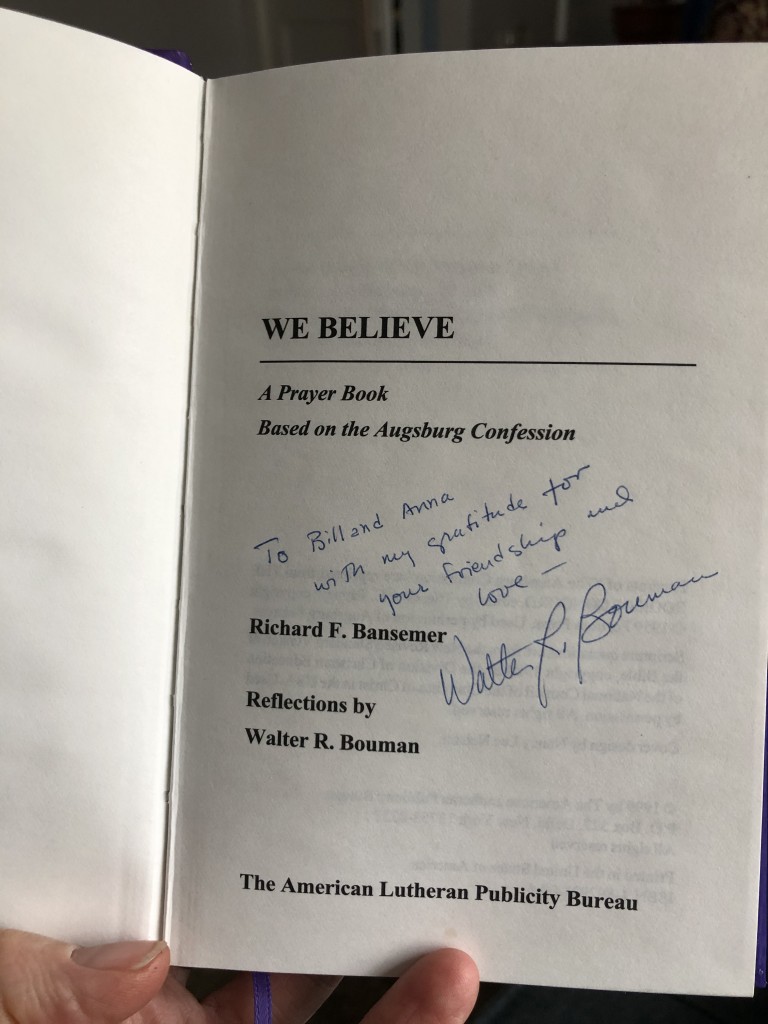 WE BELIEVE
A Prayer Book
Based on the Augsburg Confession
To Bill and Anna
with my gratitude for
your friendship and
love —
Walter R. Bouman
Richard F. Bansemer
Reflections by
Walter R. Bouman
The American Lutheran Publicity Bureau